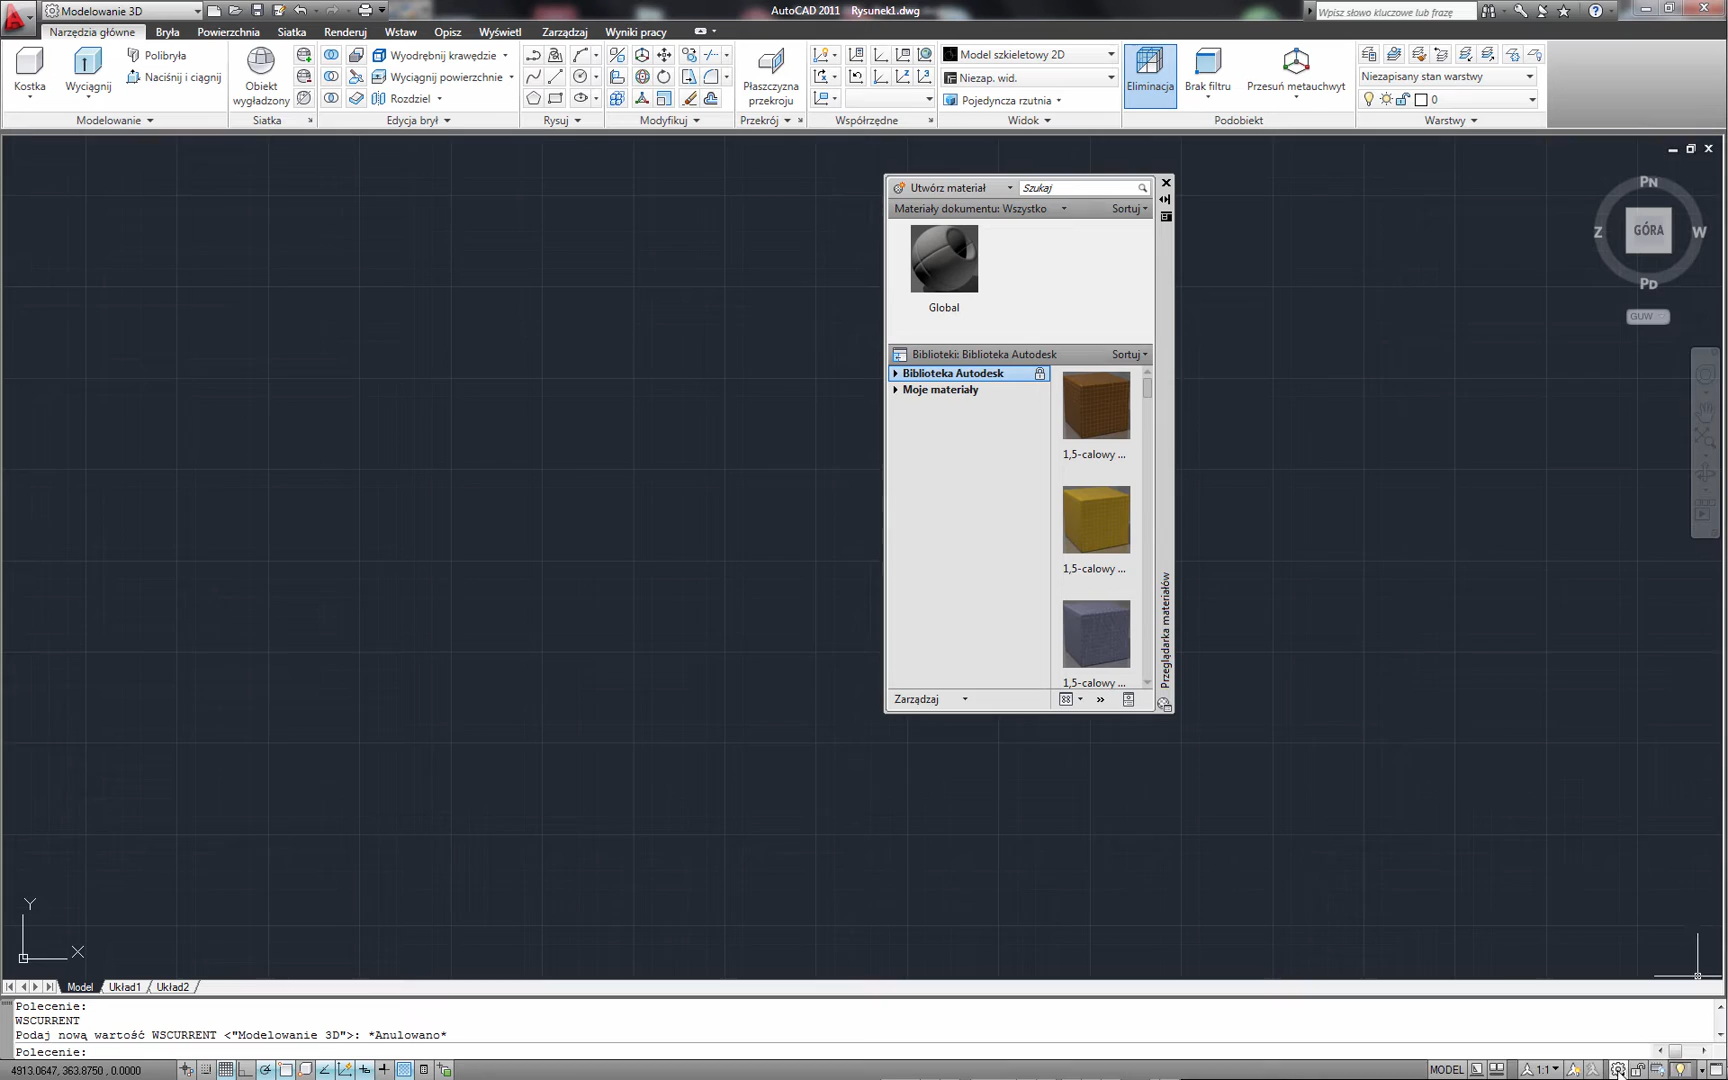 Modelowanie 3D
AutoCAD 2011 Rysunek1.dwg
Wpisz słowo kluczowe lub frazę
Narzędzia główne Bryła Powierzchnia Siatka Renderuj Wstaw Opisz Wyświetl Zarządzaj Wyniki pracy
Kostka
Wyciągnij
Polibryła
Naciśnij i ciągnij
Modelowanie
Obiekt
wygładzony
Siatka
Wyodrębnij krawędzie
Wyciągnij powierzchnie
Rozdziel
Edycja brył
Rysuj
Modyfikuj
Płaszczyzna
przekroju
Przekrój
Współrzędne
Model szkieletowy 2D
Niezap. wid.
Pojedyncza rzutnia
Widok
Eliminacja
Brak filtru
Przesuń metauchwyt
Podobiekt
Niezapisany stan warstwy
0
Warstwy
Utwórz materiał
Szukaj
Materiały dokumentu: Wszystko
Sortuj
Global
Biblioteki: Biblioteka Autodesk
Sortuj
Biblioteka Autodesk
Moje materiały
1,5-calowy ...
1,5-calowy ...
1,5-calowy ...
Zarządzaj
Przeglądarka materiałów
PN
Z
GÓRA
W
Pd
GUW
Y
X
Model Układ1 Układ2
Polecenie:
WSCURRENT
Podaj nową wartość WSCURRENT <"Modelowanie 3D">: *Anulowano*
Polecenie:
4913.0647, 363.8750 , 0.0000
MODEL
1:1